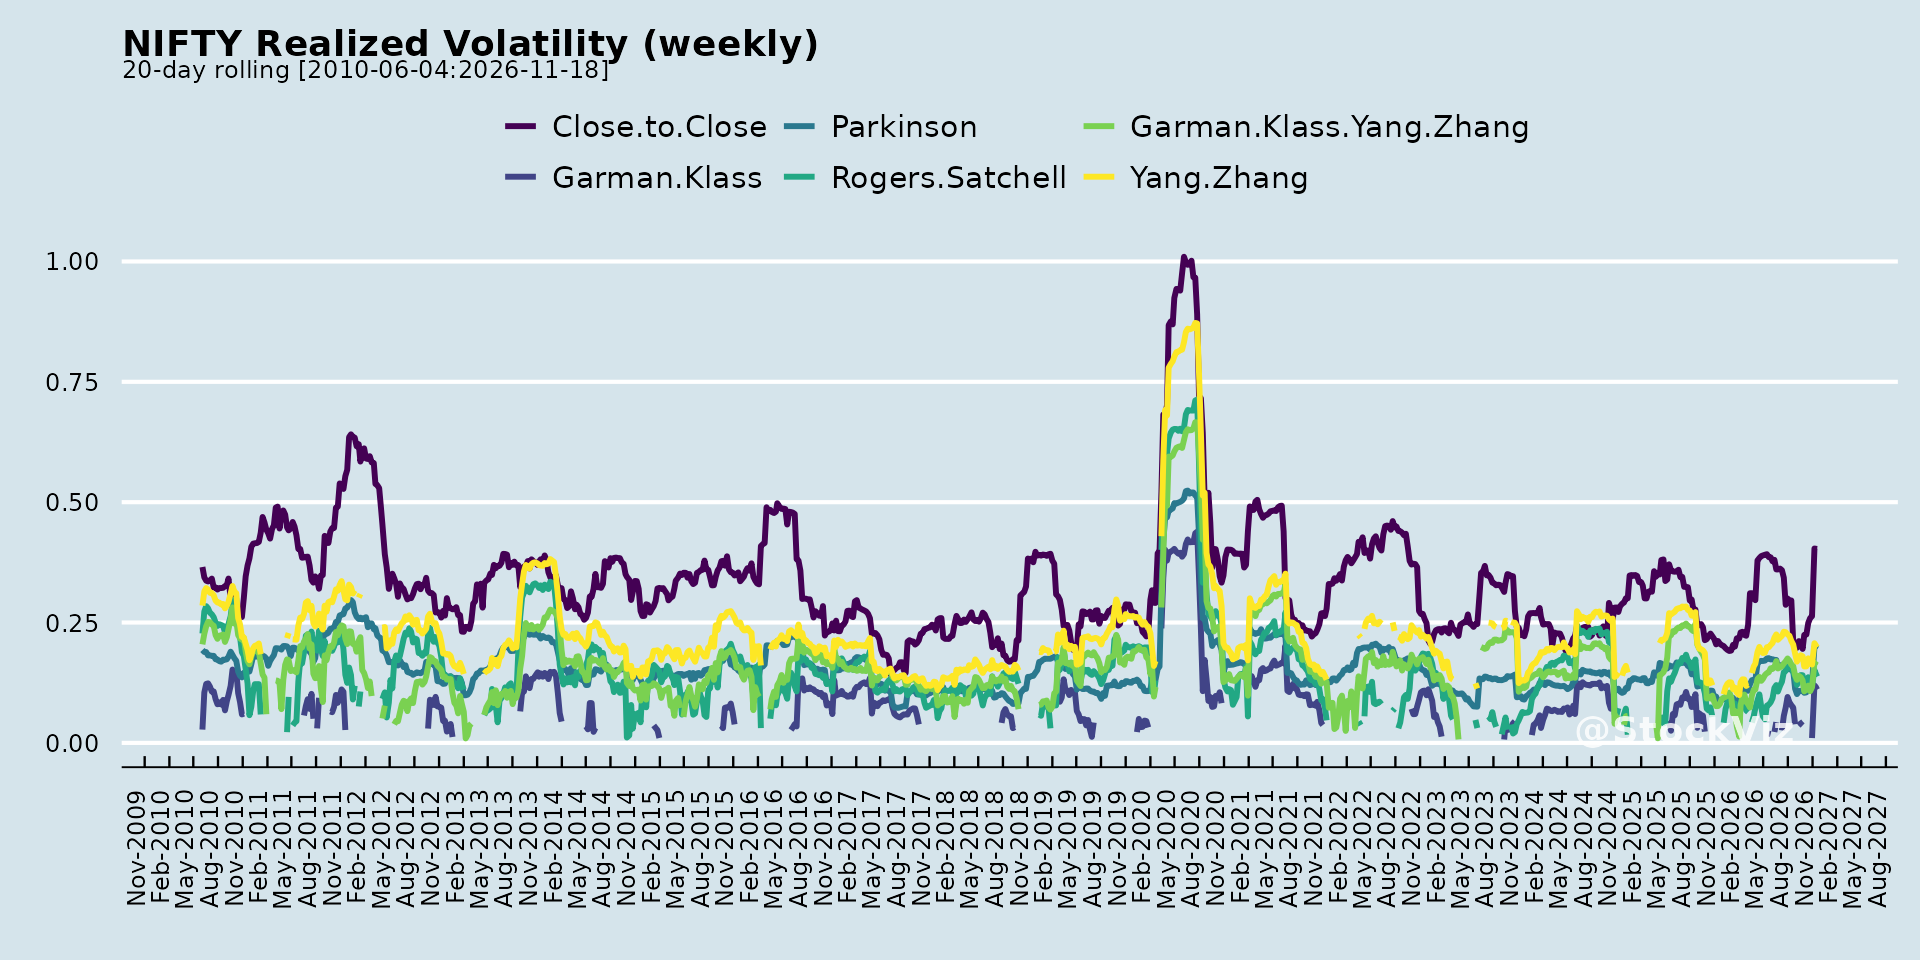 NIFTY Realized Volatility (weekly)
20-day rolling [2010-06-04:2026-11-18]
Close.to.Close Parkinson Garman.Klass.Yang.Zhang
Garman.Klass Rogers.Satchell Yang.Zhang
1.00
0.75
0.50
0.25
0.00
@StockViz
Nov-2009 Feb-2010 May-2010 Aug-2010 Nov-2010 Feb-2011 May-2011 Aug-2011 Nov-2011 Feb-2012 May-2012 Aug-2012 Nov-2012 Feb-2013 May-2013 Aug-2013 Nov-2013 Feb-2014 May-2014 Aug-2014 Nov-2014 Feb-2015 May-2015 Aug-2015 Nov-2015 Feb-2016 May-2016 Aug-2016 Nov-2016 Feb-2017 May-2017 Aug-2017 Nov-2017 Feb-2018 May-2018 Aug-2018 Nov-2018 Feb-2019 May-2019 Aug-2019 Nov-2019 Feb-2020 May-2020 Aug-2020 Nov-2020 Feb-2021 May-2021 Aug-2021 Nov-2021 Feb-2022 May-2022 Aug-2022 Nov-2022 Feb-2023 May-2023 Aug-2023 Nov-2023 Feb-2024 May-2024 Aug-2024 Nov-2024 Feb-2025 May-2025 Aug-2025 Nov-2025 Feb-2026 May-2026 Aug-2026 Nov-2026 Feb-2027 May-2027 Aug-2027